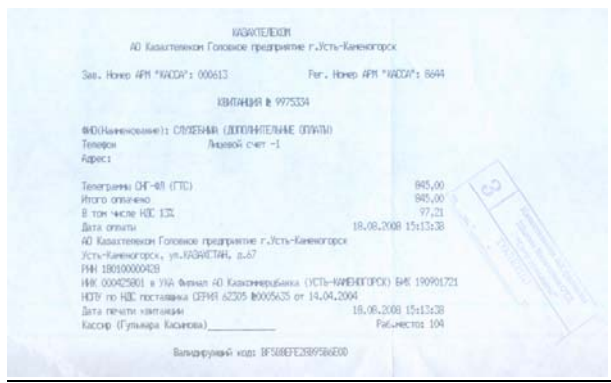 КАЗАХТЕЛЕКОМ
АО Казахтелеком Головное предприятие г.Усть-Каменогорск
Зав. Номер АРМ "КАССА": 000613 Рег. Номер АРМ "КАССА": 8644
КВИТАНЦИЯ № 9975334
ФИО(Наименование): СЛУЖЕБНАЯ (ДОПОЛНИТЕЛЬНЫЕ ОПЛАТЫ)
Телефон Лицевой счет -1
Адрес:
Телеграммы СНГ-ФЛ (ГТС) 845,00
Итого оплачено 845,00
В том числе НДС 13% 97,21
Дата оплаты 18.08.2008 15:13:38
АО Казахтелеком Головное предприятие г.Усть-Каменогорск
Усть-Каменогорск, ул.КАЗАХСТАН, д.67
РНН 180100000428
ИИК 000425801 в УКА Филиал АО Казкоммерцбанка (УСТЬ-КАМЕНОГОРСК) БИК 190901721
НСПУ по НДС поставщика СЕРИЯ 62305 №0005635 от 14.04.2004
Дата печати квитанции 18.08.2008 15:13:38
Кассир (Гульнара Касимова)____________ Раб.место: 104
Валидирующий код:
3